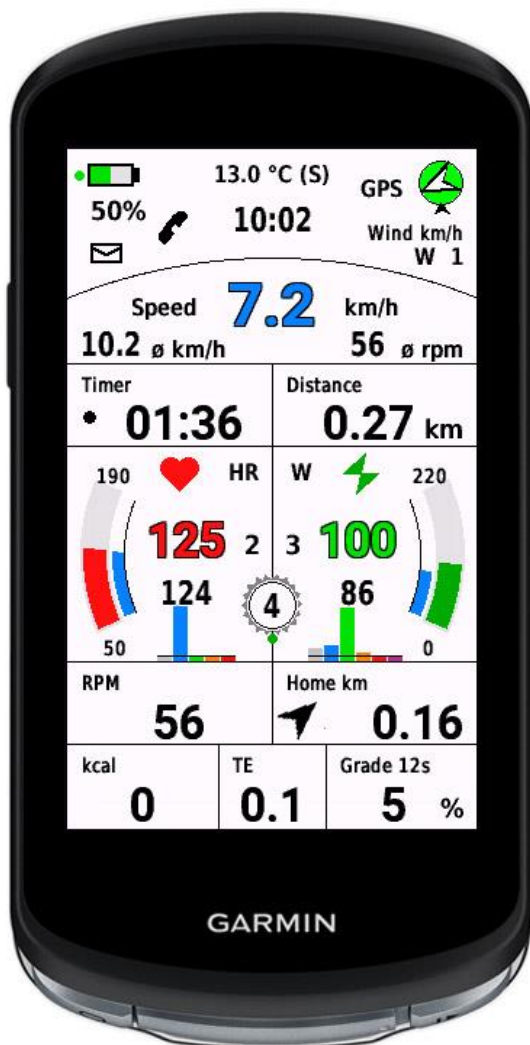 13.0 °C (S)
GPS
50%
10:02
Wind km/h
W 1
Speed 7.2 km/h
10.2 ø km/h 56 ø rpm
Timer
01:36
Distance
0.27 km
190 HR W 220
125 2 3 100
124 4 86
50 0
RPM
56
Home km
0.16
kcal
0
TE
0.1
Grade 12s
5 %
GARMIN